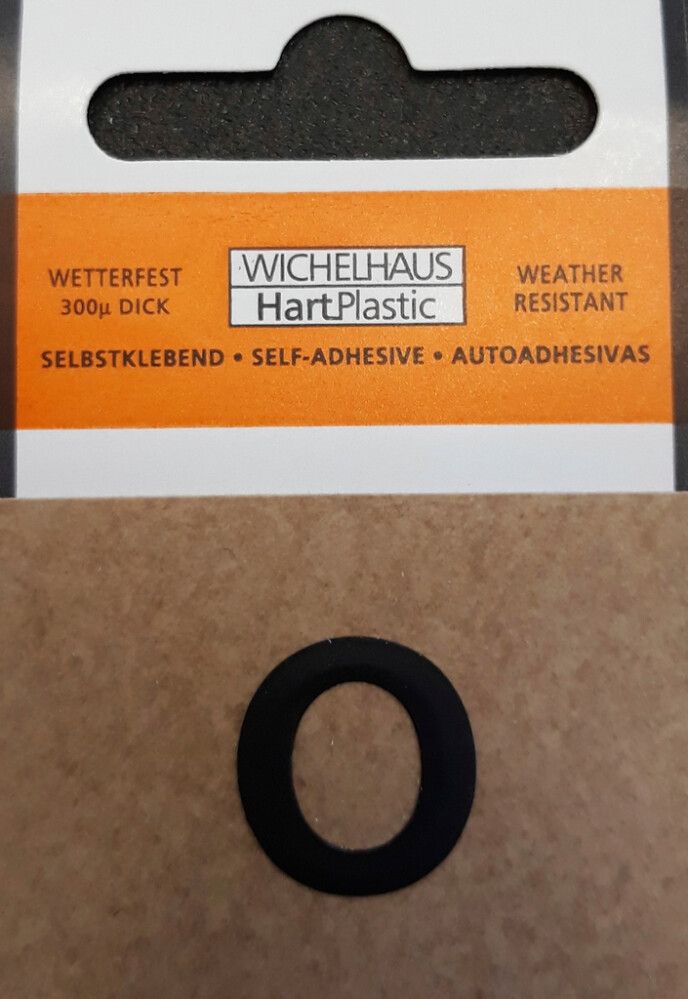 WETTERFEST
300µ DICK
WICHELHAUS
HartPlastic
WEATHER
RESISTANT
SELBSTKLEBEND • SELF-ADHESIVE • AUTOADHESIVAS
O